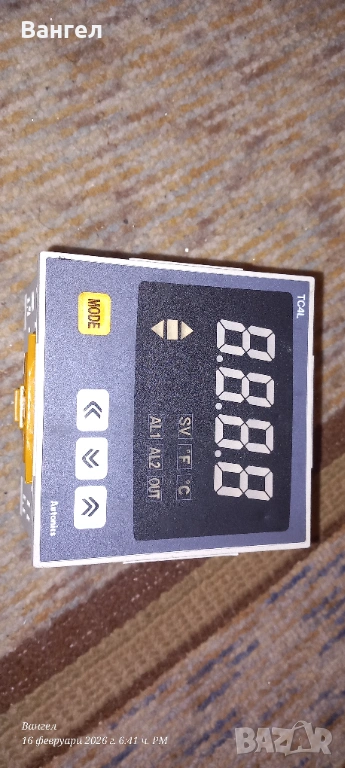 Вангел
TC4L
8.8.8.8
SV °F °C
AL1 AL2 OUT
MODE
Autonics
Вангел
16 февруари 2026 г. 6:41 ч. PM
BAZAR